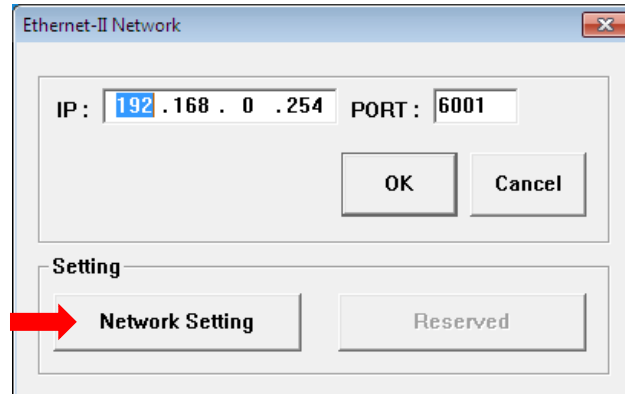 Ethernet-II Network
IP : 192 .168 . 0 .254 PORT : 6001
OK Cancel
Setting
Network Setting Reserved